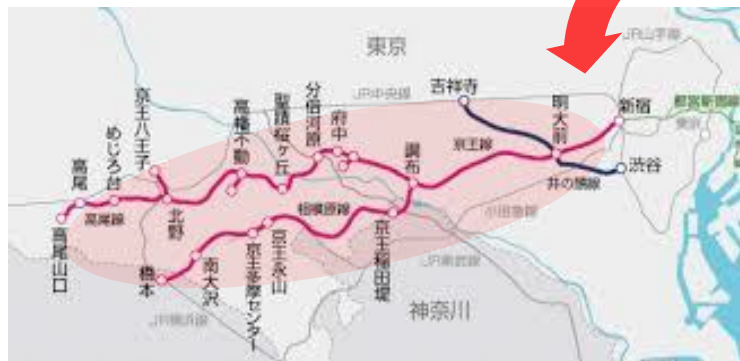 東京
JR山手線
吉祥寺
JR中央線
分倍河原
府中
聖蹟桜ヶ丘
高幡不動
京王八王子
めじろ台
高尾
明大前
新宿
都営新宿線
東京
調布
京王線
井の頭線
渋谷
高尾線
高尾山口
北野
相模原線
小田急線
橋本
南大沢
京王多摩センター
京王永山
京王稲田堤
JR南武線
JR横浜線
神奈川